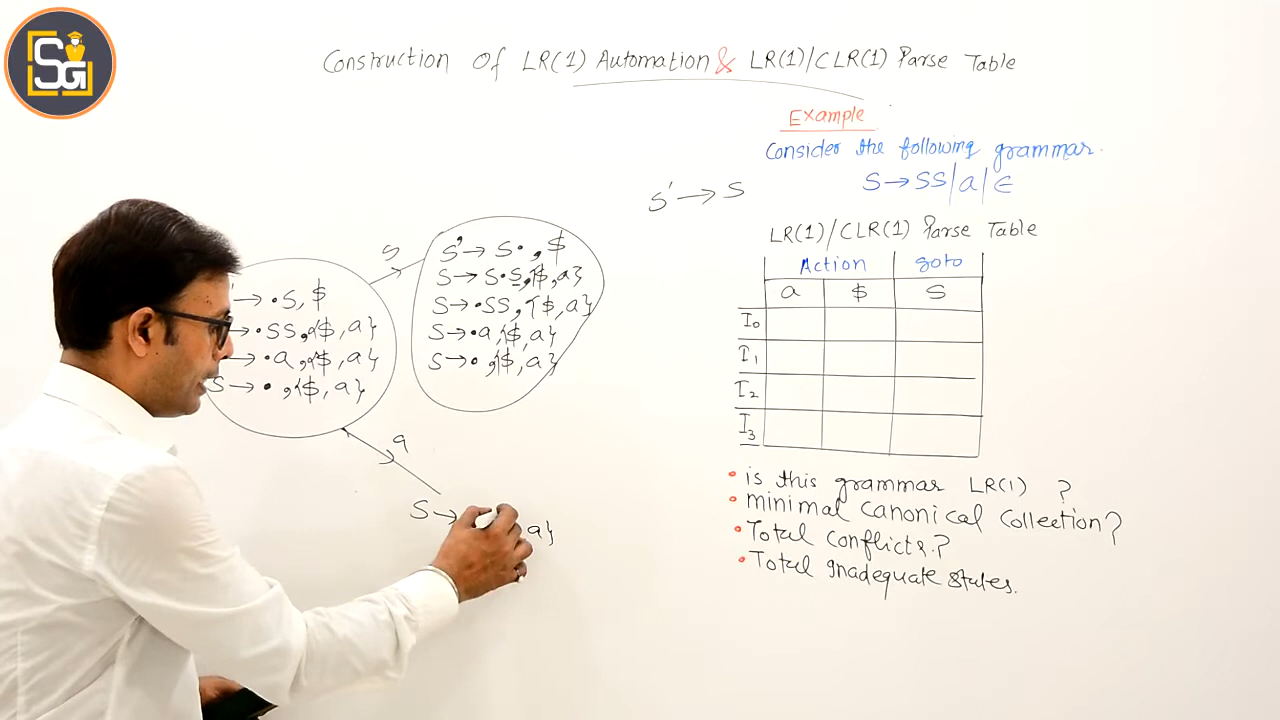 SG
Construction Of LR(1) Automation & LR(1)/CLR(1) Parse Table
Example
Consider the following grammar.
S → SS | a | ∈
S' → S
LR(1)/CLR(1) Parse Table
Action goto
a $ S
I₀
I₁
I₂
I₃
→ •S, $
→ •SS, {$, a}
→ •a, {$, a}
S → •, {$, a}
S
S' → S•, $
S → S•S, {$, a}
S → •SS, {$, a}
S → •a, {$, a}
S → •, {$, a}
a
S → a}
• is this grammar LR(1) ?
• minimal Canonical Collection?
• Total Conflicts?
• Total inadequate states.